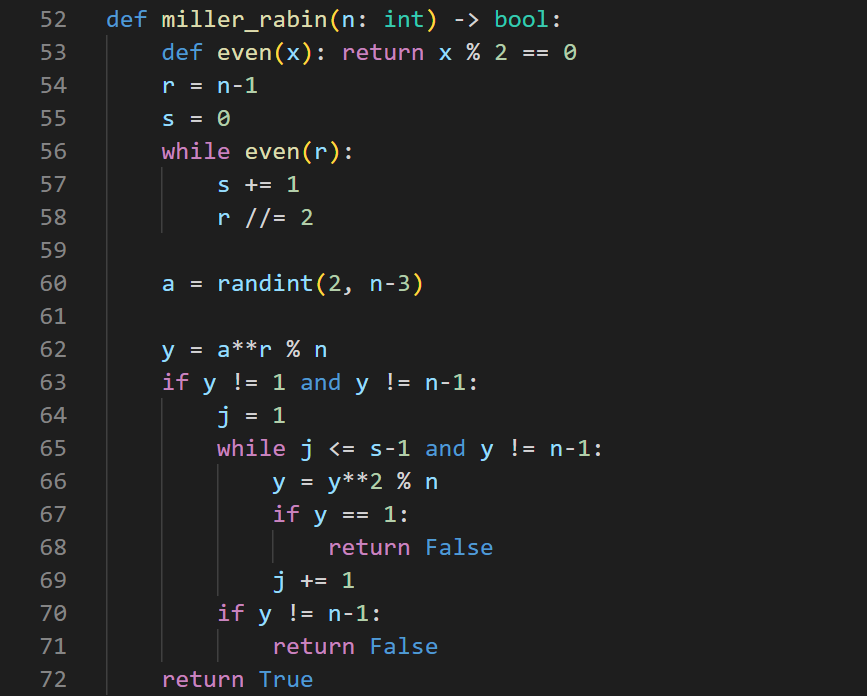 52 def miller_rabin(n: int) -> bool:
53     def even(x): return x % 2 == 0
54     r = n-1
55     s = 0
56     while even(r):
57         s += 1
58         r //= 2
59
60     a = randint(2, n-3)
61
62     y = a**r % n
63     if y != 1 and y != n-1:
64         j = 1
65         while j <= s-1 and y != n-1:
66             y = y**2 % n
67             if y == 1:
68                 return False
69             j += 1
70         if y != n-1:
71             return False
72     return True